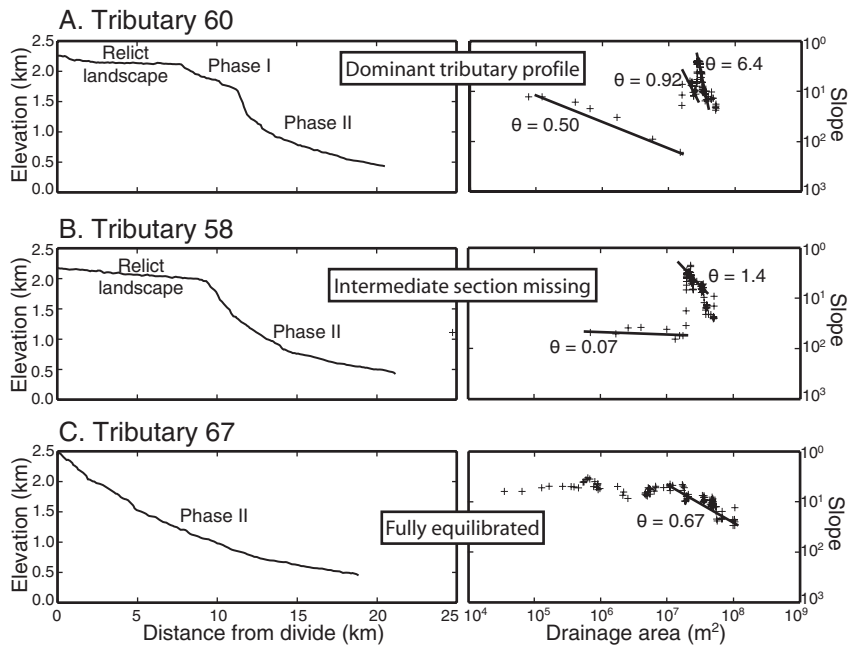 A. Tributary 60
Elevation (km)
2.5
2.0
1.5
1.0
0.5
0.0
Relict
landscape
Phase I
Phase II
Dominant tributary profile
θ = 0.50
θ = 0.92
θ = 6.4
10⁰
10¹
10²
10³
Slope
B. Tributary 58
Elevation (km)
2.5
2.0
1.5
1.0
0.5
0.0
Relict
landscape
Phase II
Intermediate section missing
θ = 0.07
θ = 1.4
10⁰
10¹
10²
10³
Slope
C. Tributary 67
Elevation (km)
2.5
2.0
1.5
1.0
0.5
0.0
Phase II
Fully equilibrated
θ = 0.67
10⁰
10¹
10²
10³
Slope
0 5 10 15 20 25
Distance from divide (km)
10⁴ 10⁵ 10⁶ 10⁷ 10⁸ 10⁹
Drainage area (m²)